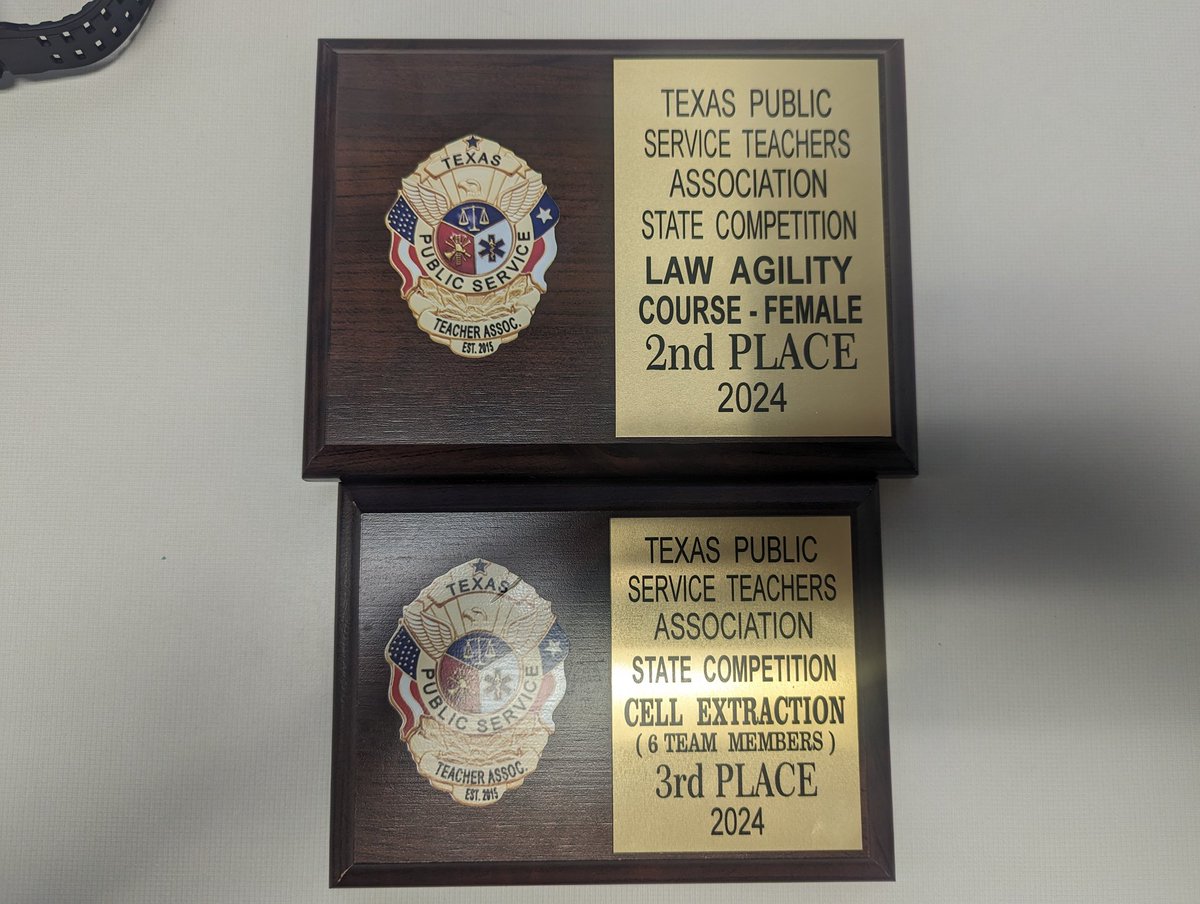 TEXAS
PUBLIC SERVICE
TEACHER ASSOC.
EST. 2015
TEXAS PUBLIC
SERVICE TEACHERS
ASSOCIATION
STATE COMPETITION
LAW AGILITY
COURSE - FEMALE
2nd PLACE
2024
TEXAS
PUBLIC SERVICE
TEACHER ASSOC.
EST. 2015
TEXAS PUBLIC
SERVICE TEACHERS
ASSOCIATION
STATE COMPETITION
CELL EXTRACTION
( 6 TEAM MEMBERS )
3rd PLACE
2024